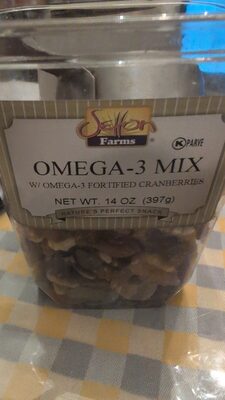 Setton
Farms
K PARVE
OMEGA-3 MIX
W/ OMEGA-3 FORTIFIED CRANBERRIES
NET WT. 14 OZ (397g)
NATURE'S PERFECT SNACK